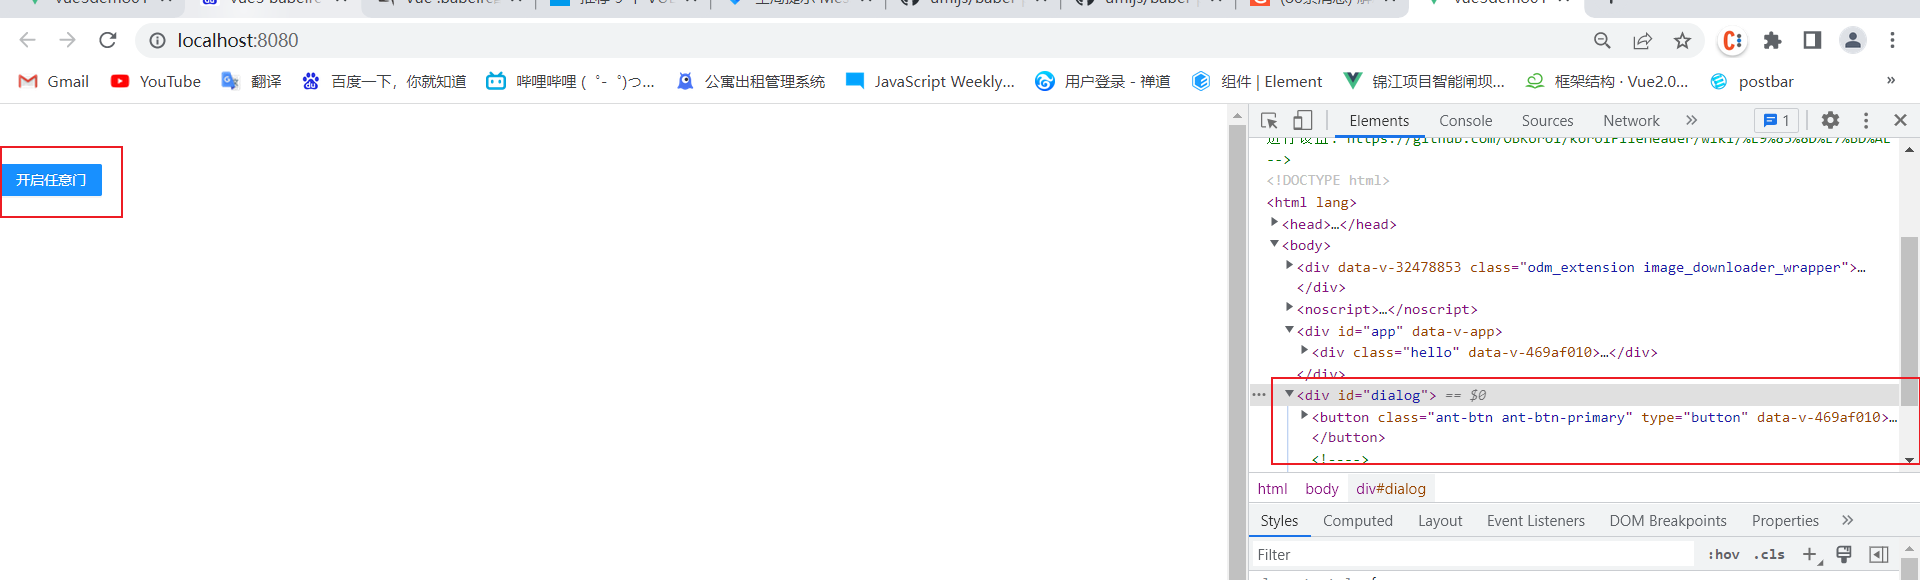 localhost:8080
Gmail YouTube 翻译 百度一下，你就知道 哔哩哔哩 ( ゜- ゜)つ... 公寓出租管理系统 JavaScript Weekly... 用户登录 - 禅道 组件 | Element 锦江项目智能闸坝... 框架结构 · Vue2.0... postbar »
Elements Console Sources Network » 1
-->
<!DOCTYPE html>
<html lang>
<head>…</head>
<body>
<div data-v-32478853 class="odm_extension image_downloader_wrapper">…
</div>
<noscript>…</noscript>
<div id="app" data-v-app>
<div class="hello" data-v-469af010>…</div>
</div>
<div id="dialog"> == $0
<button class="ant-btn ant-btn-primary" type="button" data-v-469af010>…
</button>
<!---->
开启任意门
html body div#dialog
Styles Computed Layout Event Listeners DOM Breakpoints Properties »
Filter :hov .cls